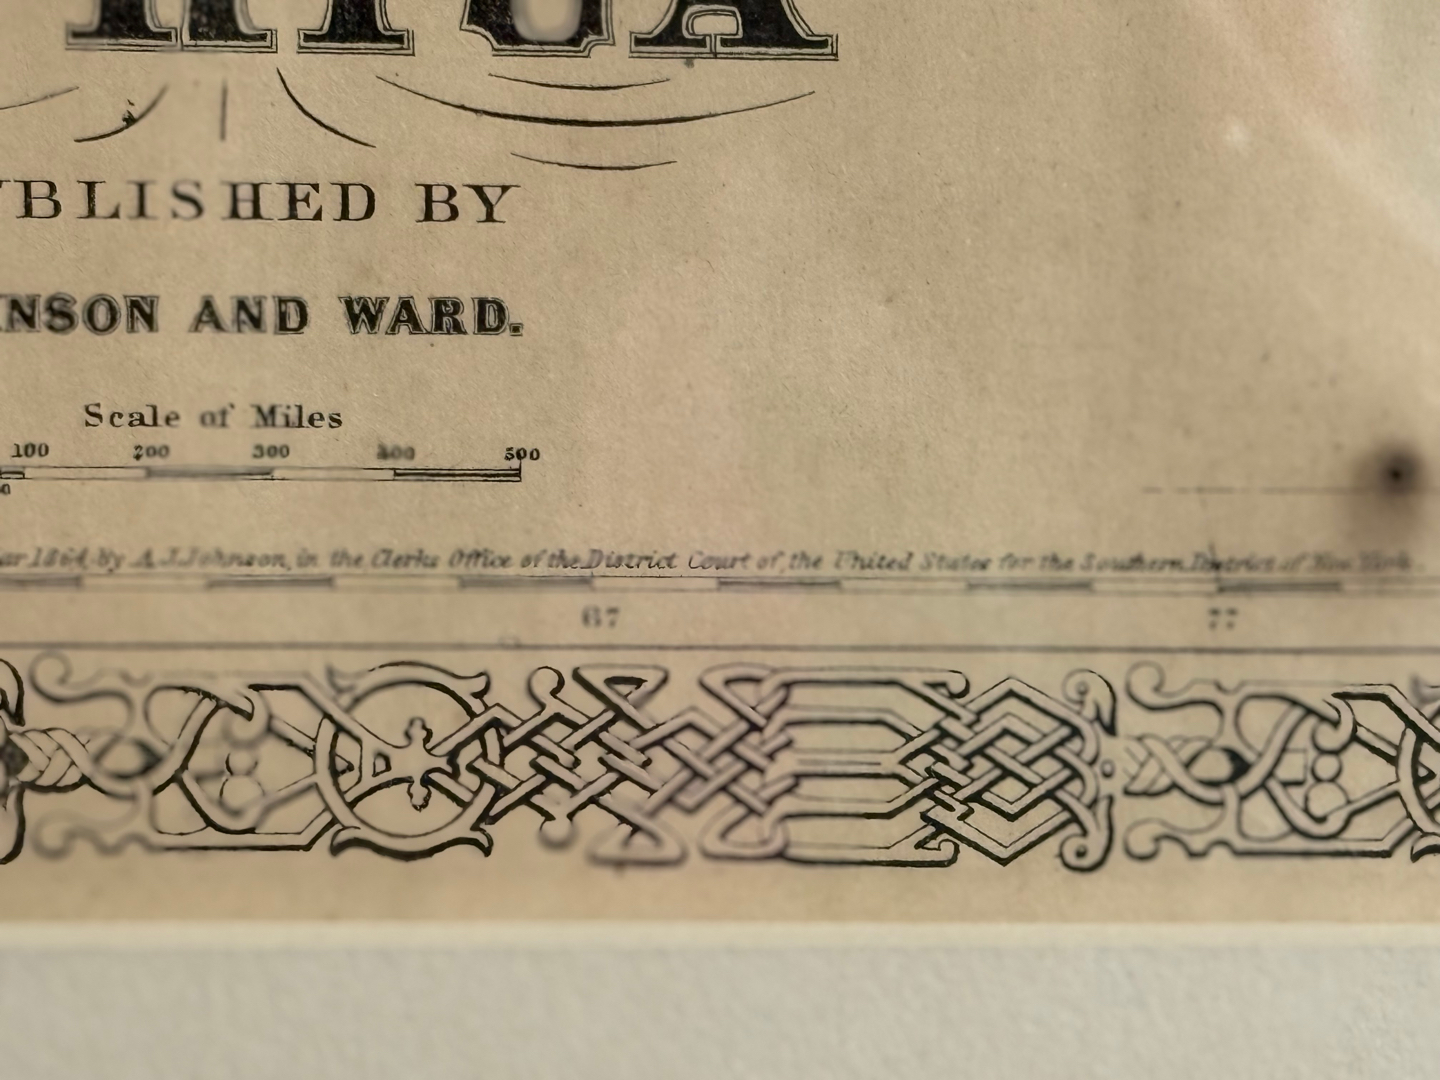 UBLISHED BY
NSON AND WARD.
Scale of Miles
100 200 300 400 500
0
ar 1864 by A.J. Johnson, in the Clerks Office of the District Court of the United States for the Southern District of New York.
67 77